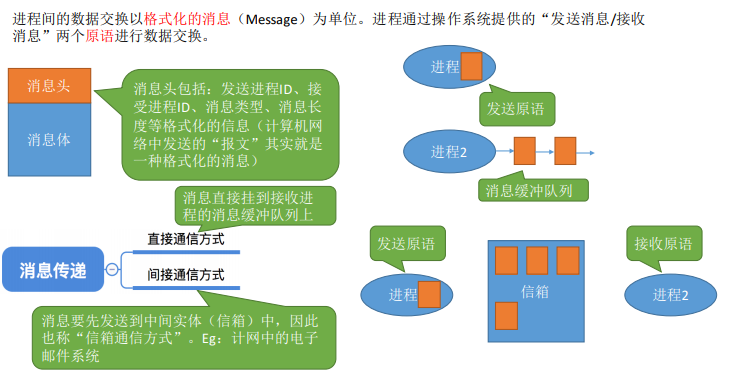 进程间的数据交换以格式化的消息（Message）为单位。进程通过操作系统提供的“发送消息/接收
消息”两个原语进行数据交换。
消息头
消息体
消息头包括：发送进程ID、接
受进程ID、消息类型、消息长
度等格式化的信息（计算机网
络中发送的“报文”其实就是
一种格式化的消息）
进程
发送原语
进程2
消息缓冲队列
消息直接挂到接收进
程的消息缓冲队列上
消息传递
直接通信方式
间接通信方式
消息要先发送到中间实体（信箱）中，因此
也称“信箱通信方式”。Eg：计网中的电子
邮件系统
发送原语
进程
信箱
接收原语
进程2